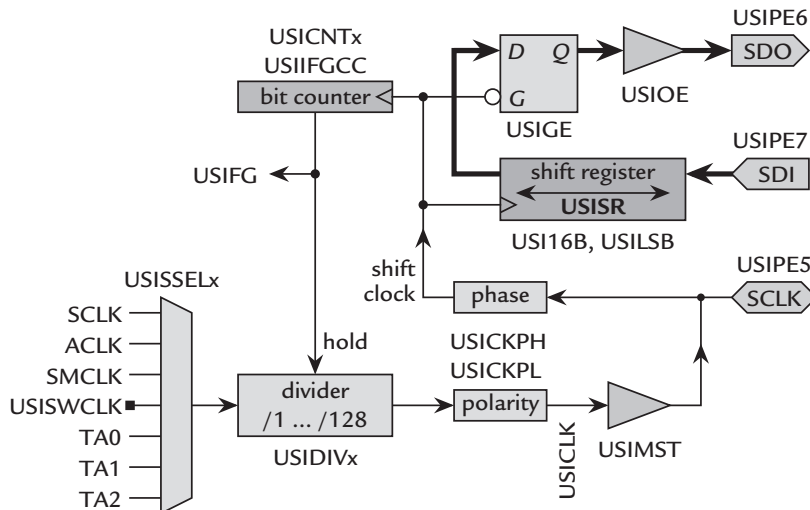 USICNTx
USIIFGCC
bit counter
D Q
G
USIGE
USIOE
USIPE6
SDO
USIPE7
SDI
USIFG
shift register
USISR
USI16B, USILSB
shift
clock
phase
USIPE5
SCLK
USISSELx
SCLK
ACLK
SMCLK
USISWCLK
TA0
TA1
TA2
hold
divider
/1 ... /128
USIDIVx
USICKPH
USICKPL
polarity
USICLK
USIMST